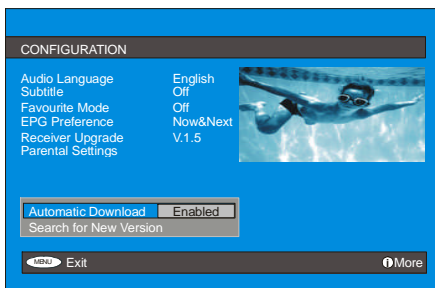 CONFIGURATION
Audio Language English
Subtitle Off
Favourite Mode Off
EPG Preference Now&Next
Receiver Upgrade V.1.5
Parental Settings
Automatic Download Enabled
Search for New Version
MENU Exit i More